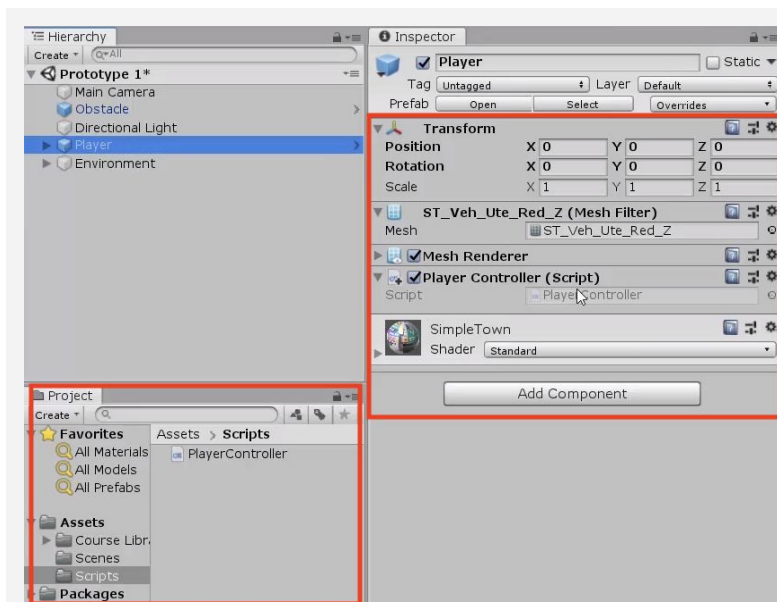 Hierarchy
Create
All
Prototype 1*
Main Camera
Obstacle
Directional Light
Player
Environment
Inspector
Player
Static
Tag Untagged Layer Default
Prefab Open Select Overrides
Transform
Position X 0 Y 0 Z 0
Rotation X 0 Y 0 Z 0
Scale X 1 Y 1 Z 1
ST_Veh_Ute_Red_Z (Mesh Filter)
Mesh ST_Veh_Ute_Red_Z
Mesh Renderer
Player Controller (Script)
Script PlayerController
SimpleTown
Shader Standard
Add Component
Project
Create
Favorites
All Materials
All Models
All Prefabs
Assets
Course Libr
Scenes
Scripts
Packages
Assets > Scripts
PlayerController